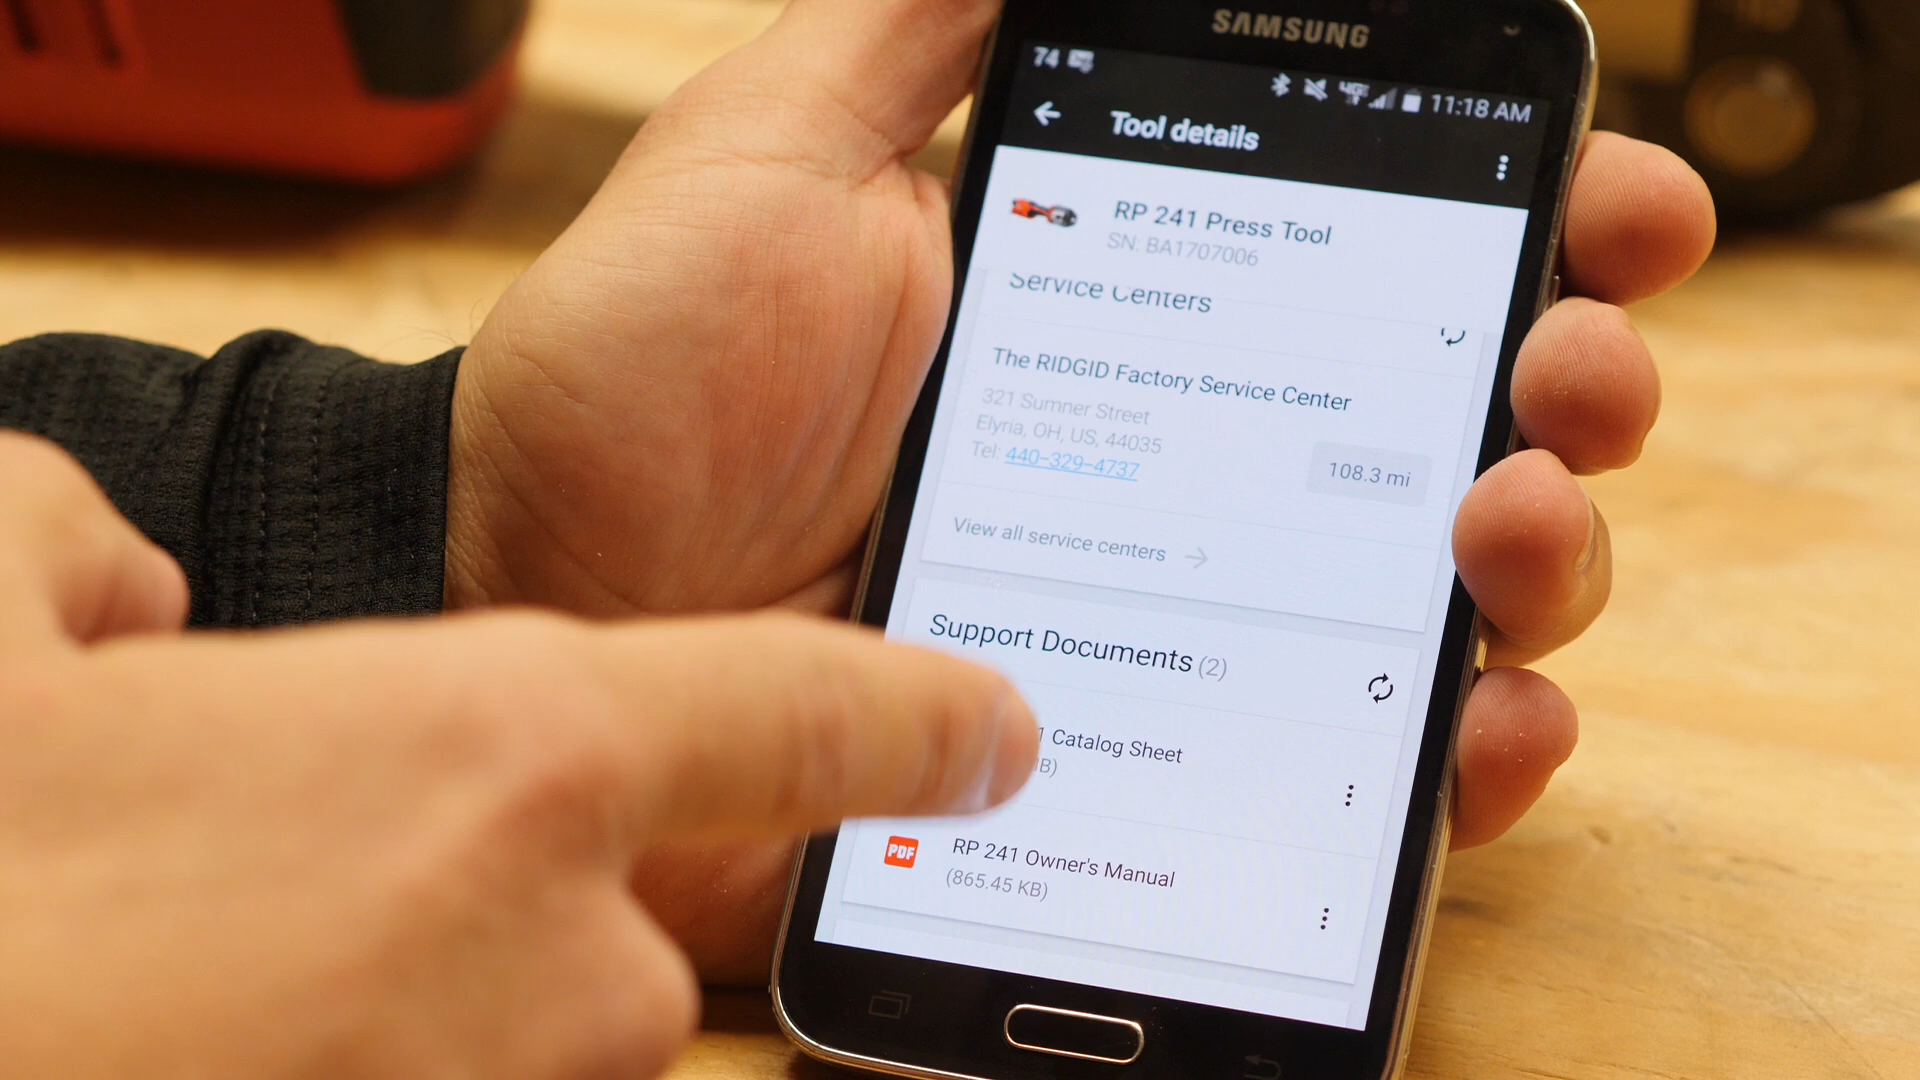 SAMSUNG
74
4G 11:18 AM
Tool details
RP 241 Press Tool
SN: BA1707006
Service Centers
The RIDGID Factory Service Center
321 Sumner Street
Elyria, OH, US, 44035
Tel: 440-329-4737
108.3 mi
View all service centers
Support Documents (2)
1 Catalog Sheet
B)
PDF
RP 241 Owner's Manual
(865.45 KB)